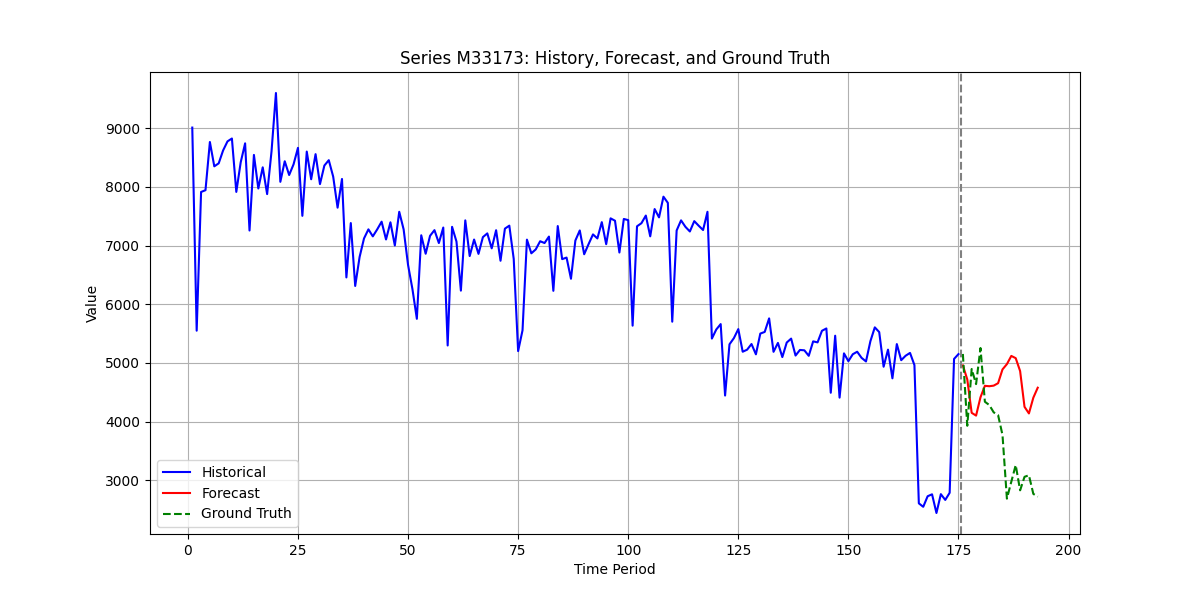 Series M33173: History, Forecast, and Ground Truth
Value
9000
8000
7000
6000
5000
4000
3000
Historical
Forecast
Ground Truth
0 25 50 75 100 125 150 175 200
Time Period